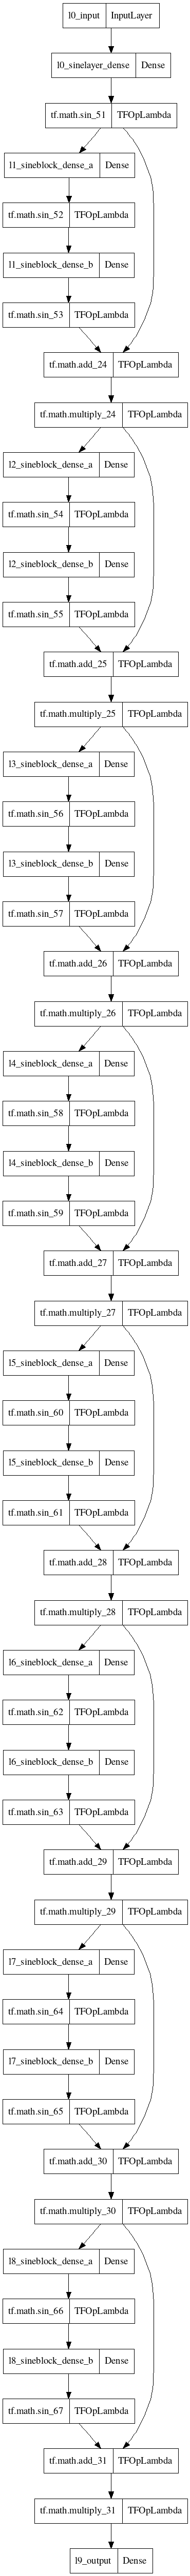 l0_input InputLayer
l0_sinelayer_dense Dense
tf.math.sin_51 TFOpLambda
l1_sineblock_dense_a Dense
tf.math.sin_52 TFOpLambda
l1_sineblock_dense_b Dense
tf.math.sin_53 TFOpLambda
tf.math.add_24 TFOpLambda
tf.math.multiply_24 TFOpLambda
l2_sineblock_dense_a Dense
tf.math.sin_54 TFOpLambda
l2_sineblock_dense_b Dense
tf.math.sin_55 TFOpLambda
tf.math.add_25 TFOpLambda
tf.math.multiply_25 TFOpLambda
l3_sineblock_dense_a Dense
tf.math.sin_56 TFOpLambda
l3_sineblock_dense_b Dense
tf.math.sin_57 TFOpLambda
tf.math.add_26 TFOpLambda
tf.math.multiply_26 TFOpLambda
l4_sineblock_dense_a Dense
tf.math.sin_58 TFOpLambda
l4_sineblock_dense_b Dense
tf.math.sin_59 TFOpLambda
tf.math.add_27 TFOpLambda
tf.math.multiply_27 TFOpLambda
l5_sineblock_dense_a Dense
tf.math.sin_60 TFOpLambda
l5_sineblock_dense_b Dense
tf.math.sin_61 TFOpLambda
tf.math.add_28 TFOpLambda
tf.math.multiply_28 TFOpLambda
l6_sineblock_dense_a Dense
tf.math.sin_62 TFOpLambda
l6_sineblock_dense_b Dense
tf.math.sin_63 TFOpLambda
tf.math.add_29 TFOpLambda
tf.math.multiply_29 TFOpLambda
l7_sineblock_dense_a Dense
tf.math.sin_64 TFOpLambda
l7_sineblock_dense_b Dense
tf.math.sin_65 TFOpLambda
tf.math.add_30 TFOpLambda
tf.math.multiply_30 TFOpLambda
l8_sineblock_dense_a Dense
tf.math.sin_66 TFOpLambda
l8_sineblock_dense_b Dense
tf.math.sin_67 TFOpLambda
tf.math.add_31 TFOpLambda
tf.math.multiply_31 TFOpLambda
l9_output Dense